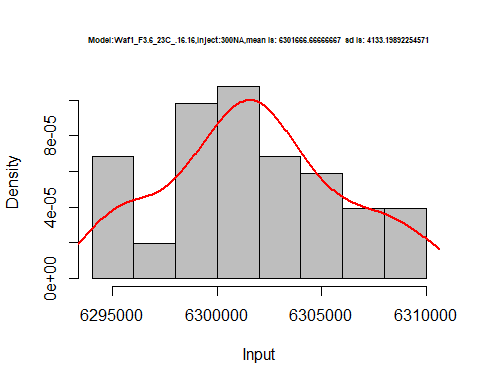 Model:Waf1_F3.6_23C_.16.16,Inject:300NA,mean is: 6301666.66666667 sd is: 4133.19892254571
Density
0e+00 4e-05 8e-05
6295000 6300000 6305000 6310000
Input